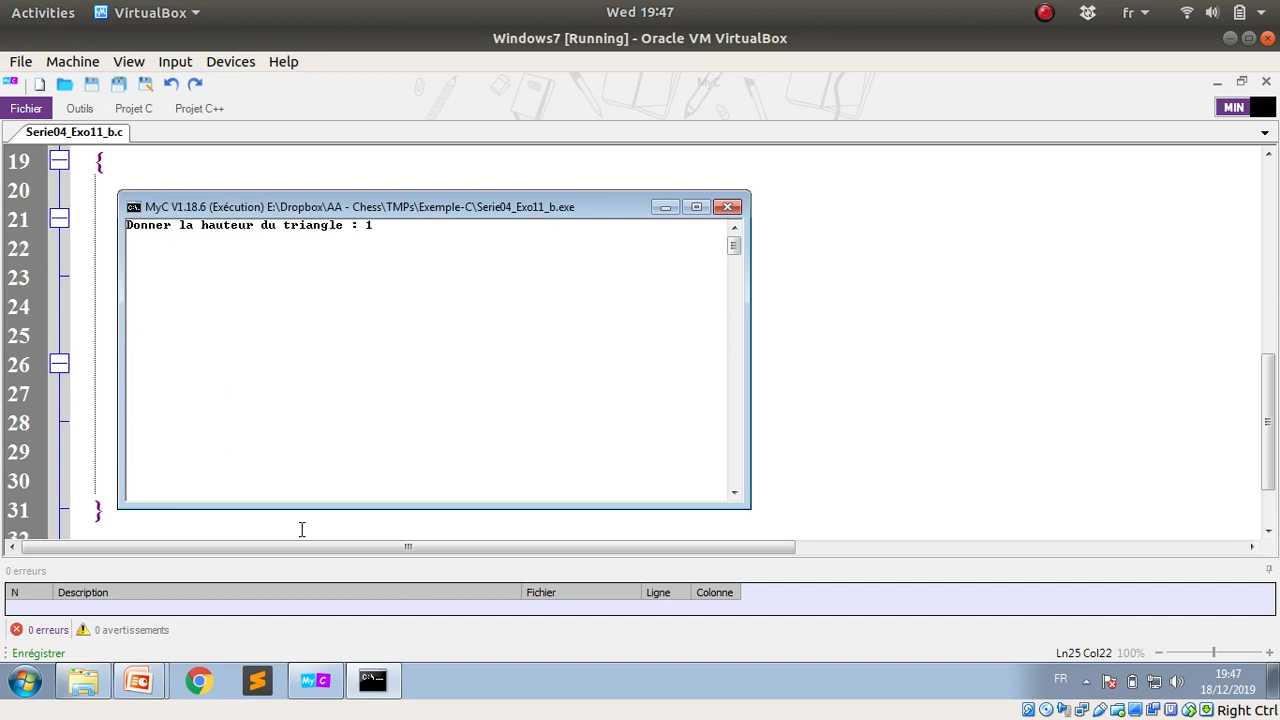 Activities VirtualBox Wed 19:47 fr
Windows7 [Running] - Oracle VM VirtualBox
File Machine View Input Devices Help
MyC
Fichier Outils Projet C Projet C++ MIN
Serie04_Exo11_b.c
19 {
20
MyC V1.18.6 (Exécution) E:\Dropbox\AA - Chess\TMPs\Exemple-C\Serie04_Exo11_b.exe
21
Donner la hauteur du triangle : 1
22
23
24
25
26
27
28
29
30
31 }
32
0 erreurs
N Description Fichier Ligne Colonne
0 erreurs 0 avertissements
Enrégistrer Ln25 Col22 100%
FR 19:47
18/12/2019
Right Ctrl